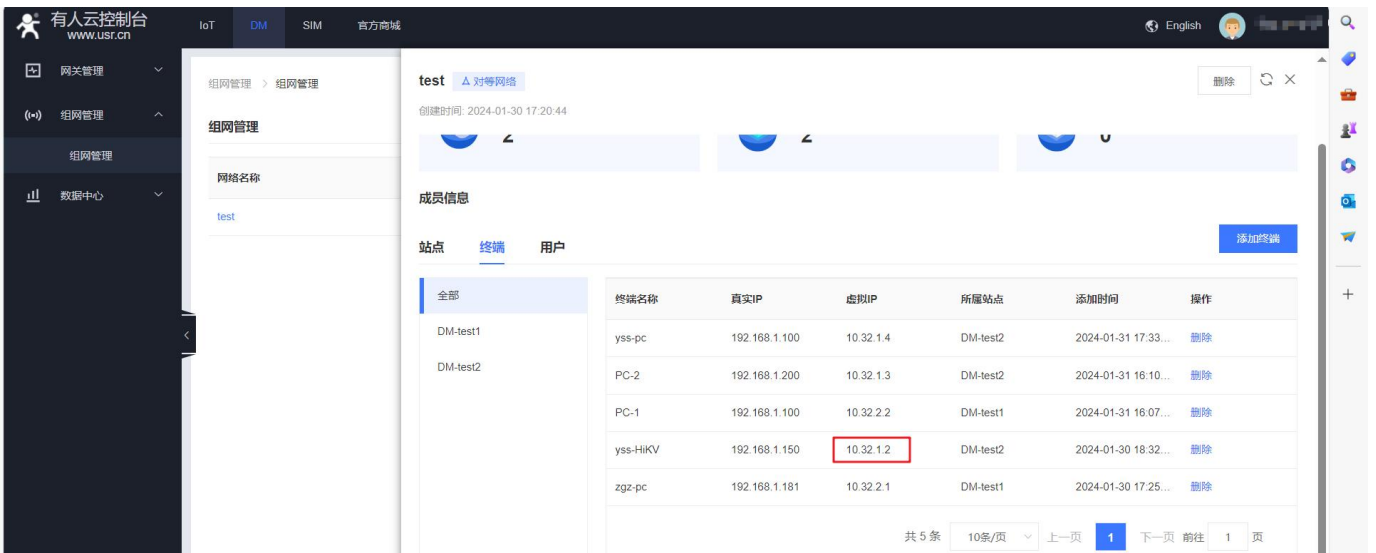 有人云控制台
www.usr.cn
IoT DM SIM 官方商城
English
网关管理
组网管理
组网管理
数据中心
组网管理 > 组网管理
组网管理
网络名称
test
test 对等网络
删除
创建时间: 2024-01-30 17:20:44
2 2 0
成员信息
站点 终端 用户
添加终端
全部
DM-test1
DM-test2
终端名称 真实IP 虚拟IP 所属站点 添加时间 操作
yss-pc 192.168.1.100 10.32.1.4 DM-test2 2024-01-31 17:33... 删除
PC-2 192.168.1.200 10.32.1.3 DM-test2 2024-01-31 16:10... 删除
PC-1 192.168.1.100 10.32.2.2 DM-test1 2024-01-31 16:07... 删除
yss-HiKV 192.168.1.150 10.32.1.2 DM-test2 2024-01-30 18:32... 删除
zgz-pc 192.168.1.181 10.32.2.1 DM-test1 2024-01-30 17:25... 删除
共 5 条 10条/页 上一页 1 下一页 前往 1 页